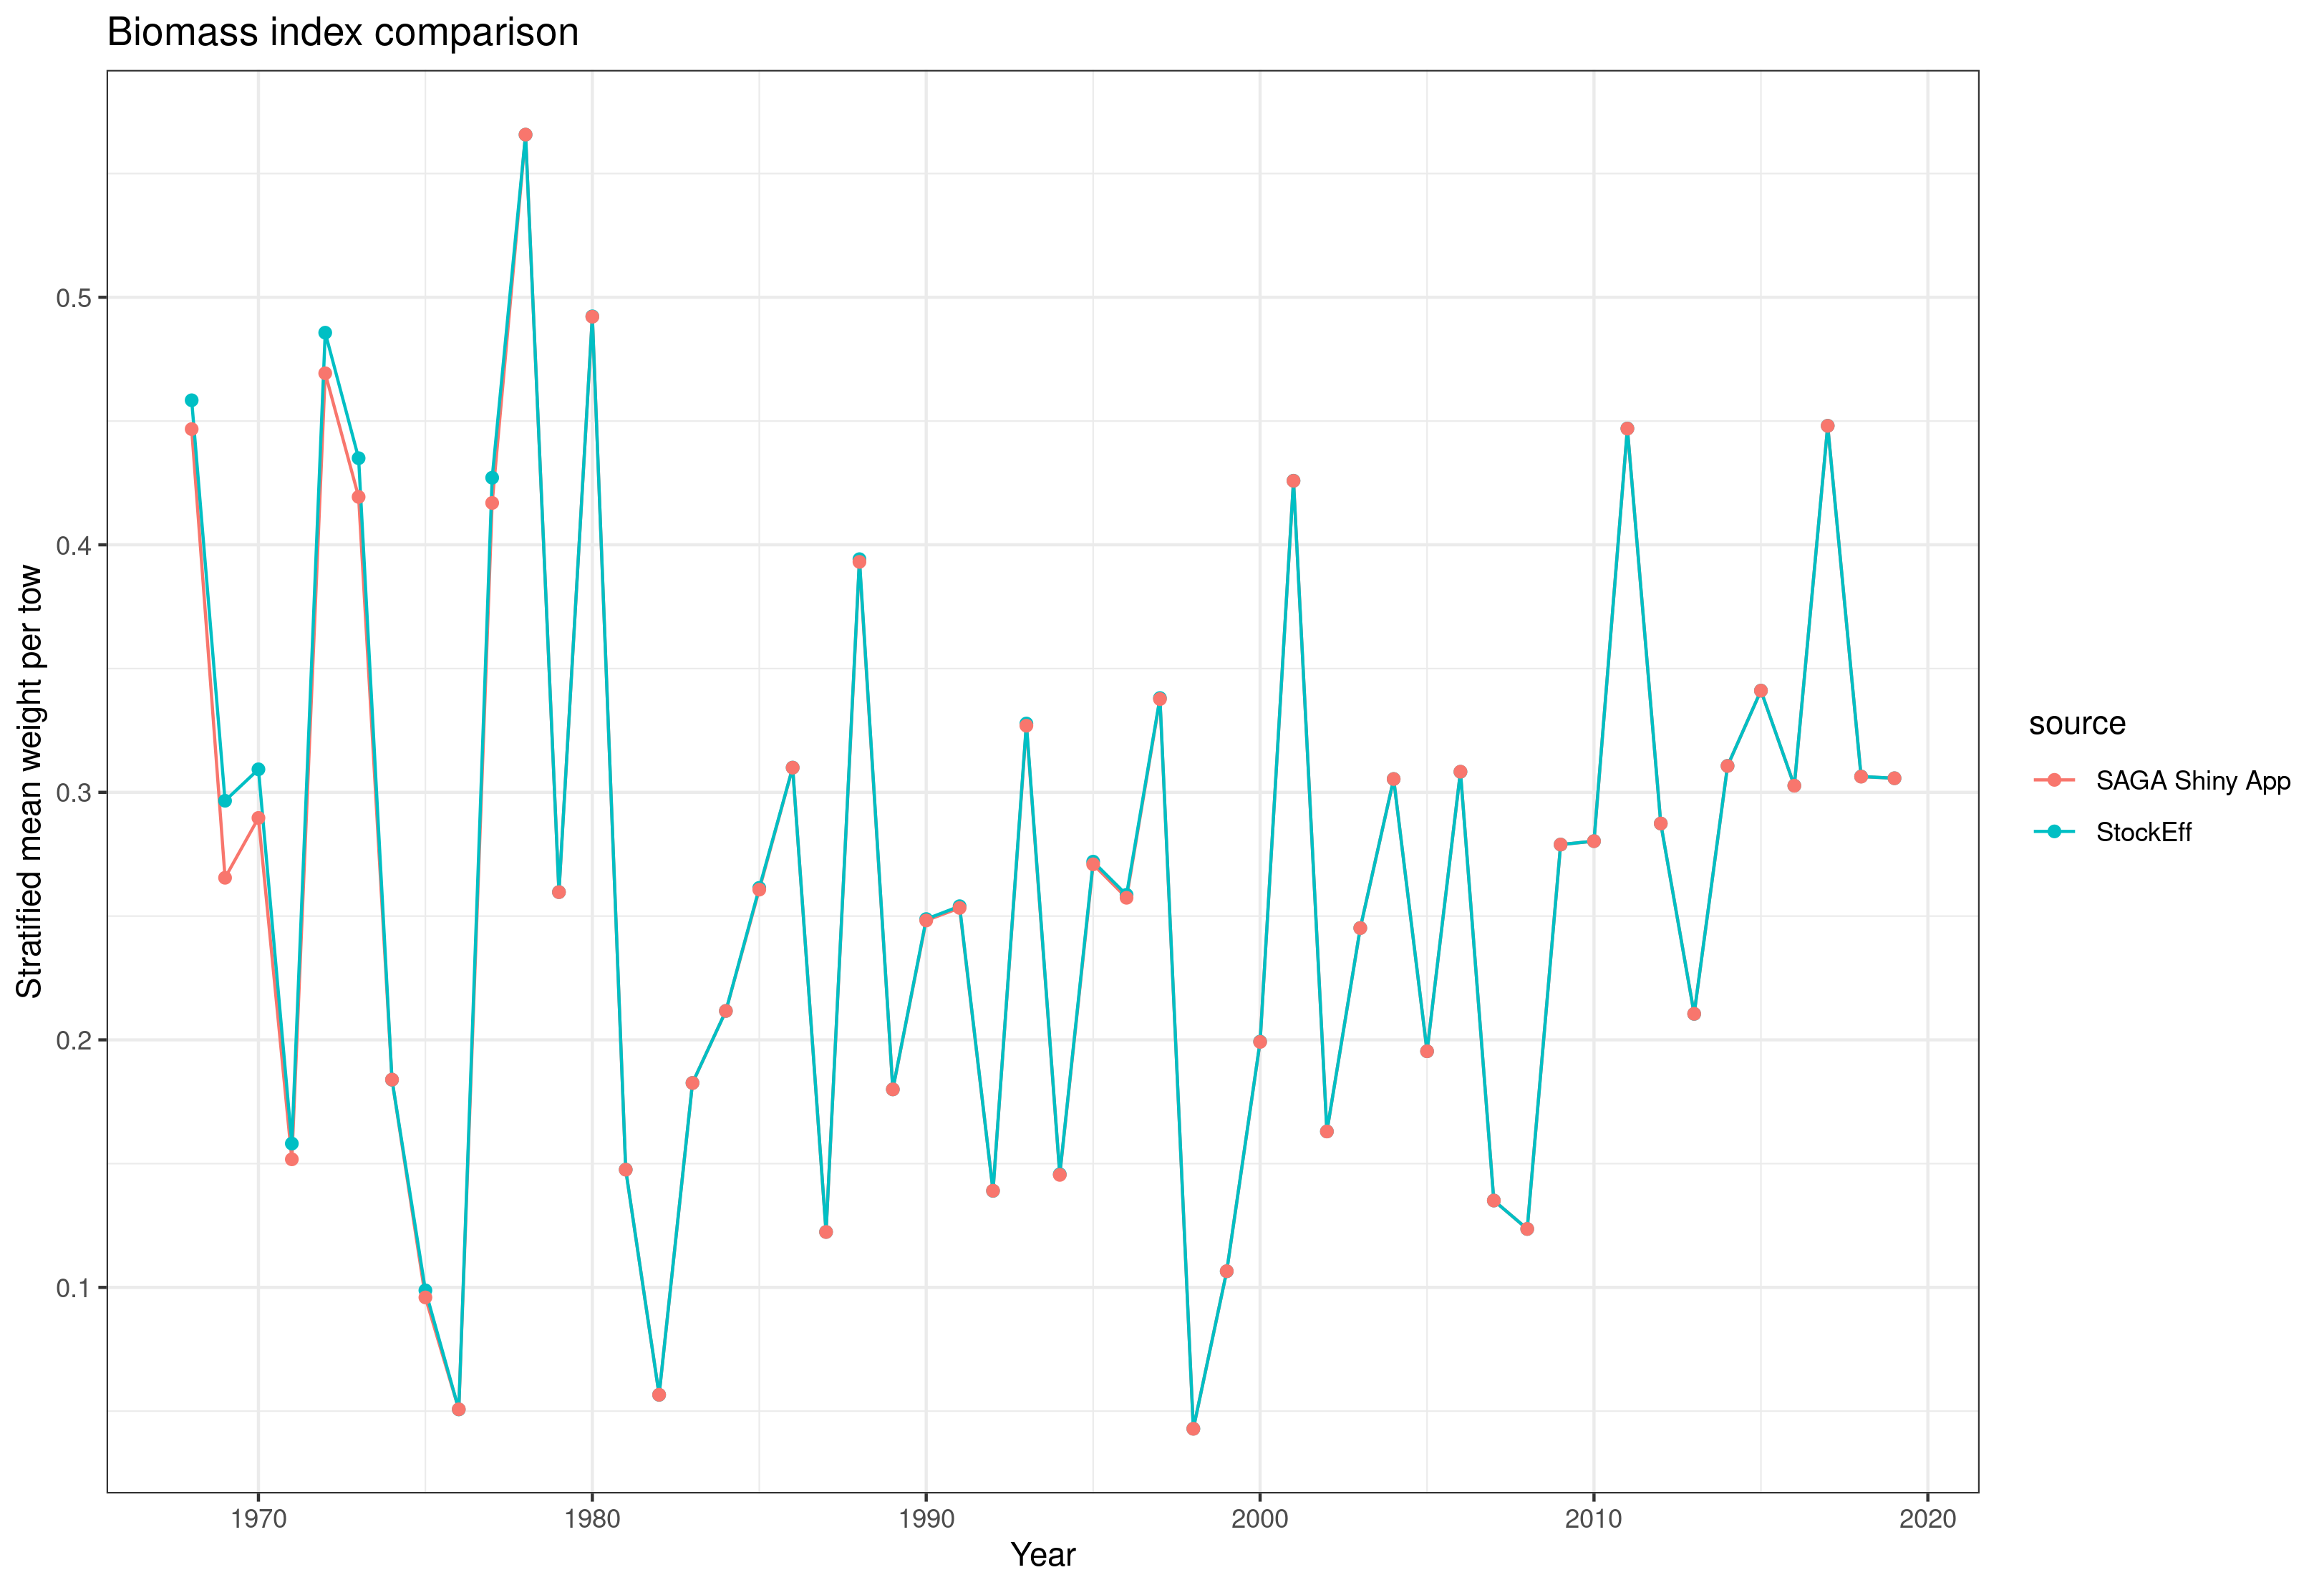 Biomass index comparison
Stratified mean weight per tow
0.5
0.4
0.3
0.2
0.1
1970 1980 1990 2000 2010 2020
Year
source
SAGA Shiny App
StockEff